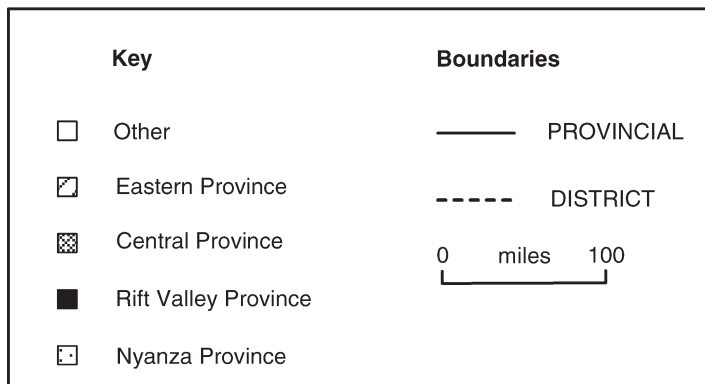 Key
Other
Eastern Province
Central Province
Rift Valley Province
Nyanza Province
Boundaries
PROVINCIAL
DISTRICT
0 miles 100